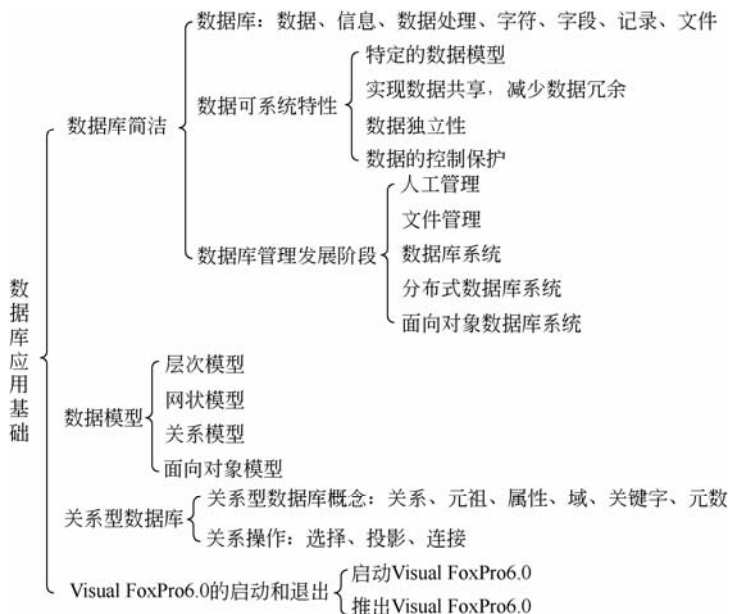 数据库应用基础
数据库简洁
数据库：数据、信息、数据处理、字符、字段、记录、文件
数据可系统特性
特定的数据模型
实现数据共享，减少数据冗余
数据独立性
数据的控制保护
数据库管理发展阶段
人工管理
文件管理
数据库系统
分布式数据库系统
面向对象数据库系统
数据模型
层次模型
网状模型
关系模型
面向对象模型
关系型数据库
关系型数据库概念：关系、元祖、属性、域、关键字、元数
关系操作：选择、投影、连接
Visual FoxPro6.0的启动和退出
启动Visual FoxPro6.0
推出Visual FoxPro6.0